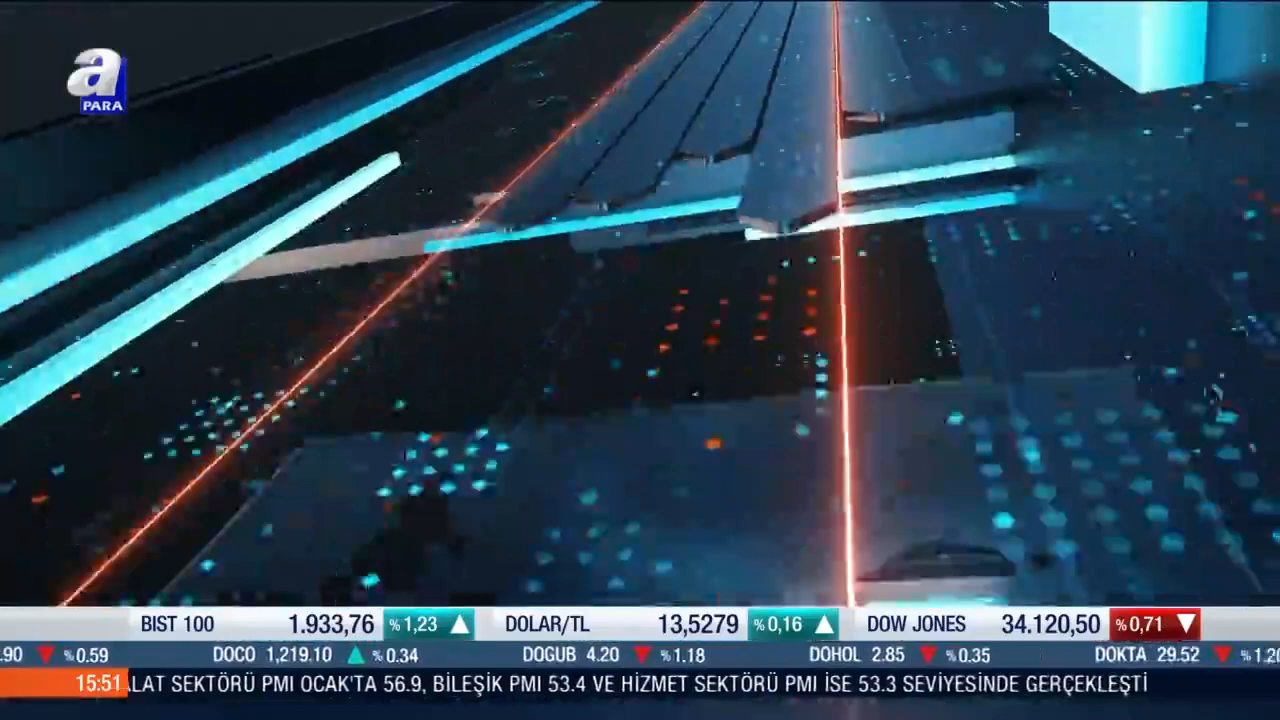 a
PARA
BIST 100 1.933,76 %1,23 DOLAR/TL 13,5279 %0,16 DOW JONES 34.120,50 %0,71
.90 %0.59 DOCO 1,219.10 %0.34 DOGUB 4.20 %1.18 DOHOL 2.85 %0.35 DOKTA 29.52 %1.20
15:51 ALAT SEKTÖRÜ PMI OCAK'TA 56.9, BİLEŞİK PMI 53.4 VE HİZMET SEKTÖRÜ PMI İSE 53.3 SEVİYESİNDE GERÇEKLEŞTİ